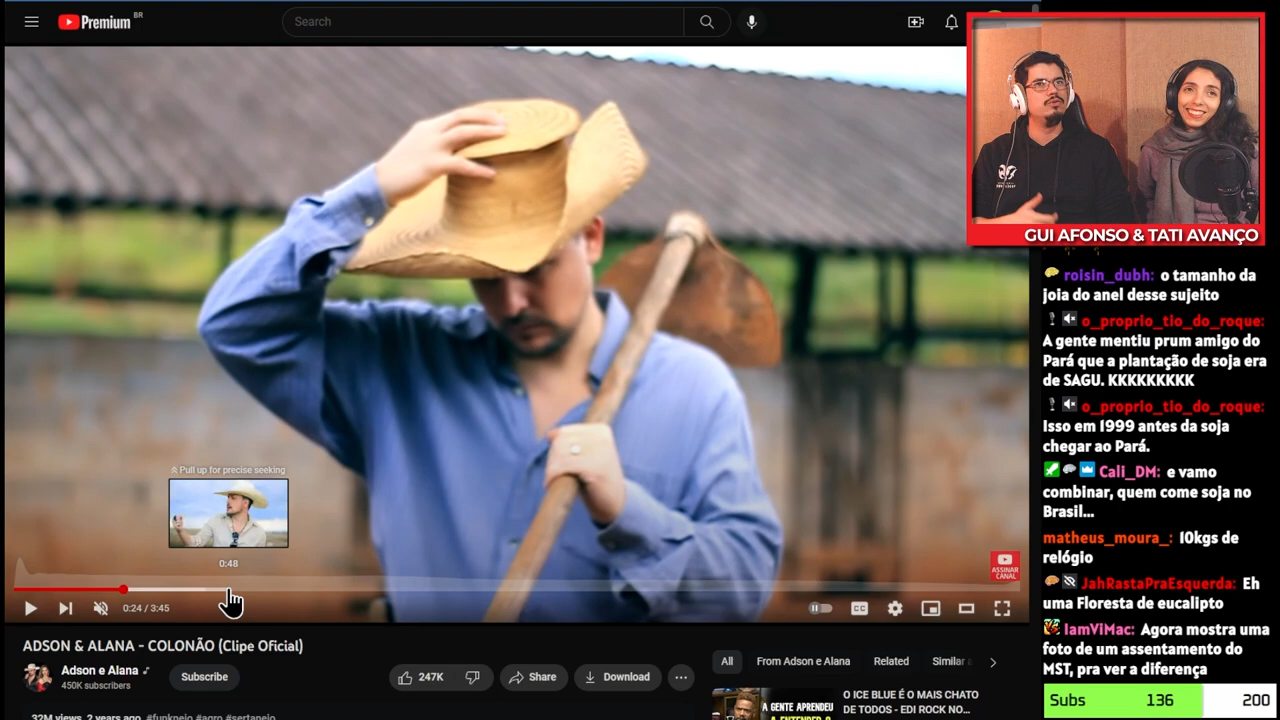 Premium BR
Search
GUI AFONSO & TATI AVANÇO
roisin_dubh: o tamanho da
joia do anel desse sujeito
o_proprio_tio_do_roque:
A gente mentiu prum amigo do
Pará que a plantação de soja era
de SAGU. KKKKKKKKK
o_proprio_tio_do_roque:
Isso em 1999 antes da soja
chegar ao Pará.
Cali_DM: e vamo
combinar, quem come soja no
Brasil...
matheus_moura_: 10kgs de
relógio
JahRastaPraEsquerda: Eh
uma Floresta de eucalipto
IamViMac: Agora mostra uma
foto de um assentamento do
MST, pra ver a diferença
Subs 136 200
Pull up for precise seeking
0:48
ASSINAR
CANAL
0:24 / 3:45
CC
ADSON & ALANA - COLONÃO (Clipe Oficial)
Adson e Alana
450K subscribers
Subscribe
247K
Share
Download
All
From Adson e Alana
Related
Similar
32M views 2 years ago #funknejo #agro #sertanejo
A GENTE APRENDEU
A ENTENDER O
O ICE BLUE É O MAIS CHATO
DE TODOS - EDI ROCK NO...